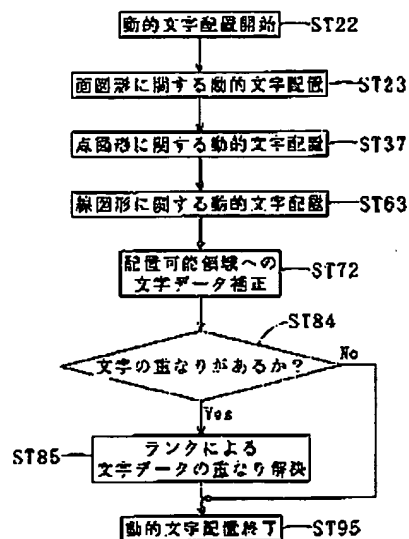 動的文字配置開始 ST22
面図形に関する動的文字配置 ST23
点図形に関する動的文字配置 ST37
線図形に関する動的文字配置 ST63
配置可能領域への
文字データ補正 ST72
ST84
文字の重なりがあるか? No
Yes
ランクによる
ST85 文字データの重なり解決
動的文字配置終了 ST95